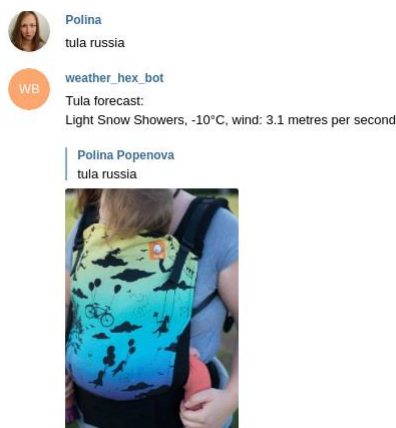 Polina
tula russia
WB
weather_hex_bot
Tula forecast:
Light Snow Showers, -10°C, wind: 3.1 metres per second
Polina Popenova
tula russia